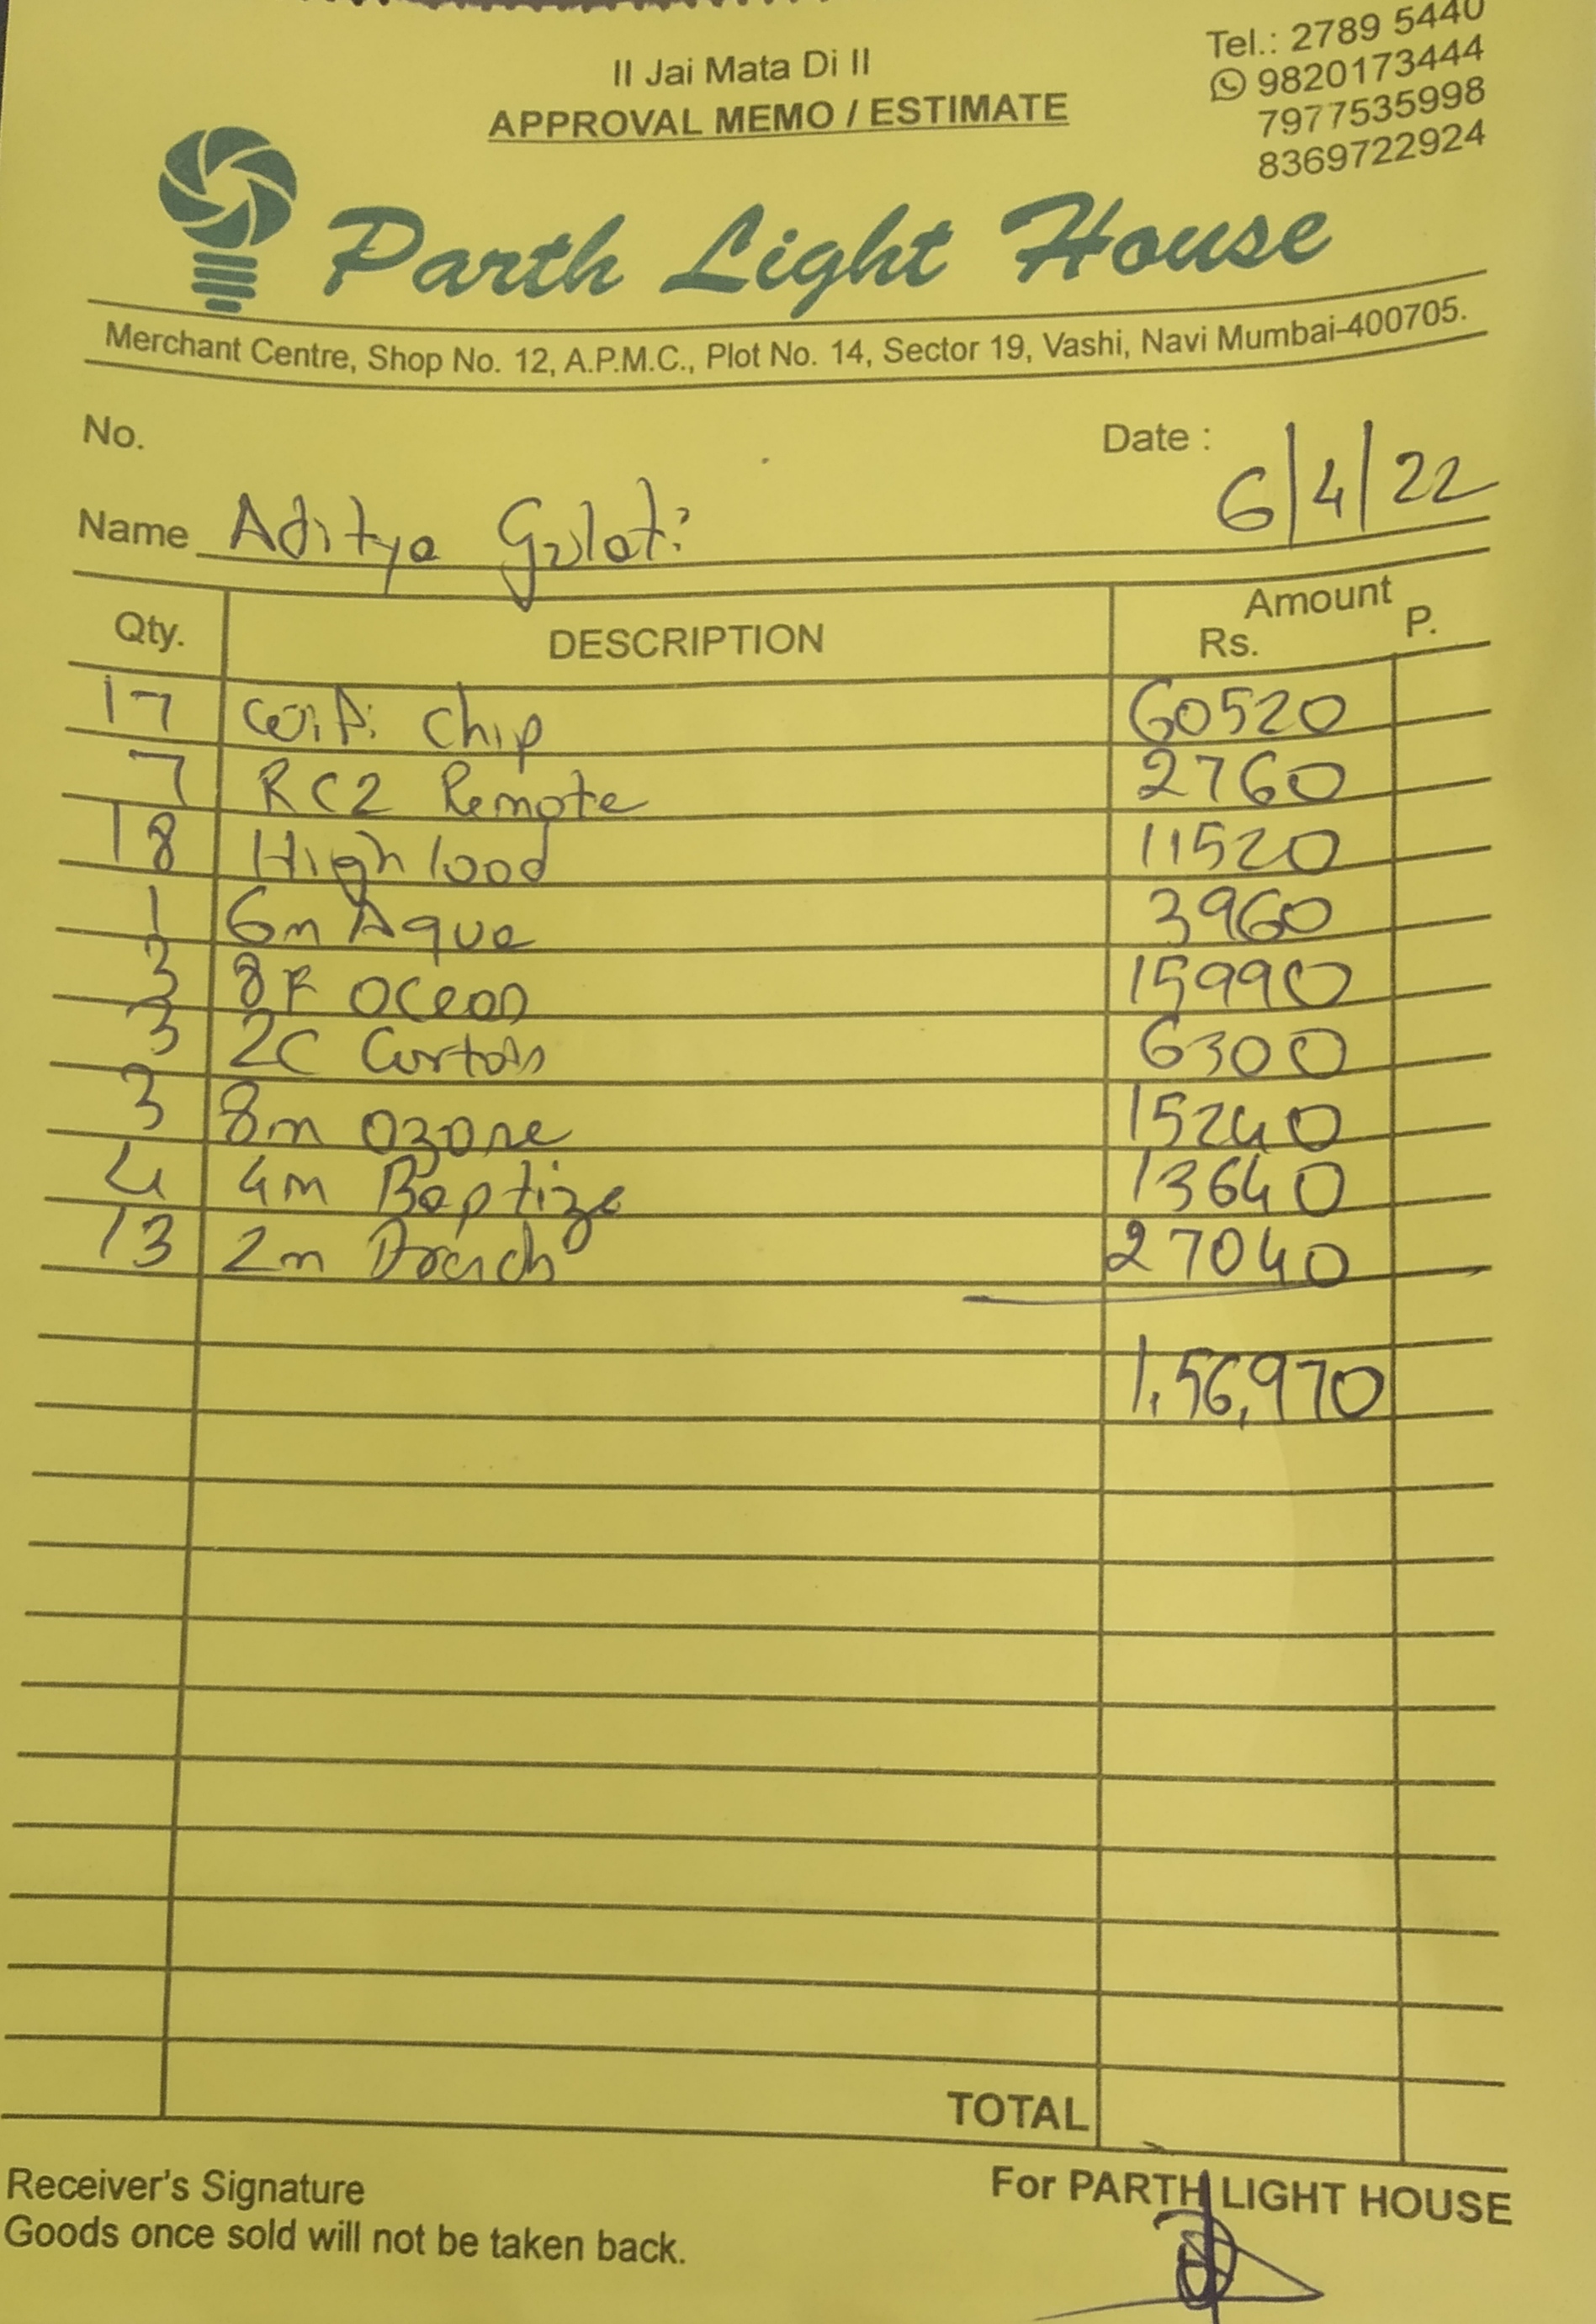 II Jai Mata Di II
APPROVAL MEMO / ESTIMATE
Tel.: 2789 5440
9820173444
7977535998
8369722924
Parth Light House
Merchant Centre, Shop No. 12, A.P.M.C., Plot No. 14, Sector 19, Vashi, Navi Mumbai-400705.
No.
Date : 6/4/22
Name Aditya Gulati
Qty. DESCRIPTION Amount Rs. P.
17 wifi chip 60520
7 RC2 Remote 2760
18 High load 11520
1 6m Aqua 3960
3 8F Ocean 15990
3 2C Curtain 6300
3 8m Ozone 15240
4 4m Baptize 13640
13 2m 27040
1,56,970
TOTAL
Receiver's Signature
Goods once sold will not be taken back.
For PARTH LIGHT HOUSE